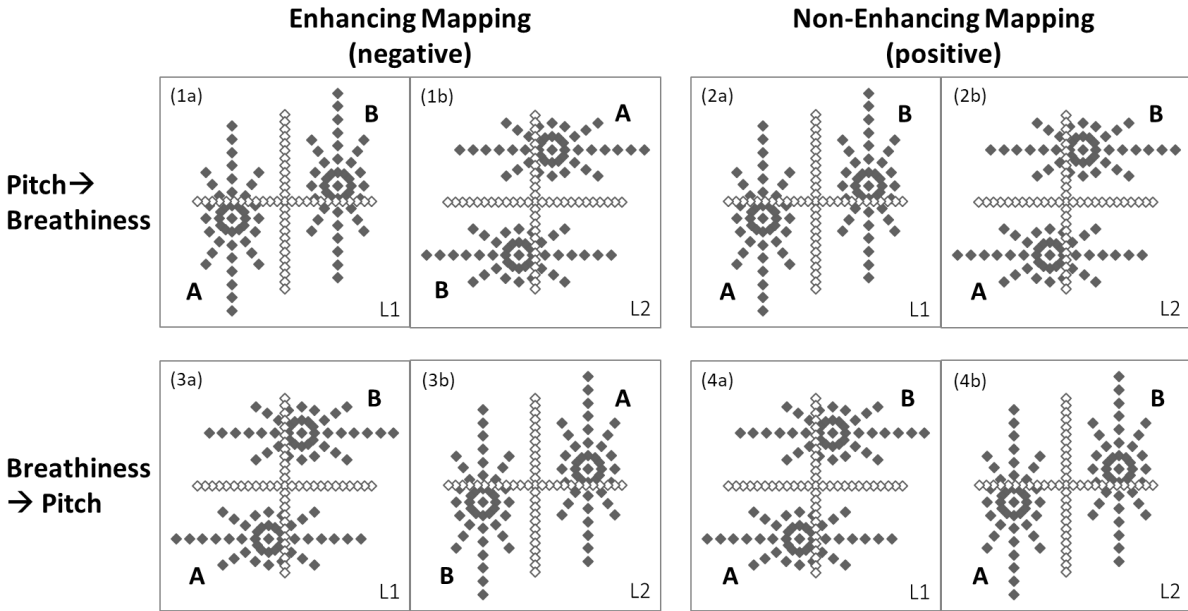 Enhancing Mapping
(negative)
Non-Enhancing Mapping
(positive)
Pitch→
Breathiness
(1a)
B
A
L1
(1b)
A
B
L2
(2a)
B
A
L1
(2b)
B
A
L2
Breathiness
→ Pitch
(3a)
B
A
L1
(3b)
A
B
L2
(4a)
B
A
L1
(4b)
B
A
L2